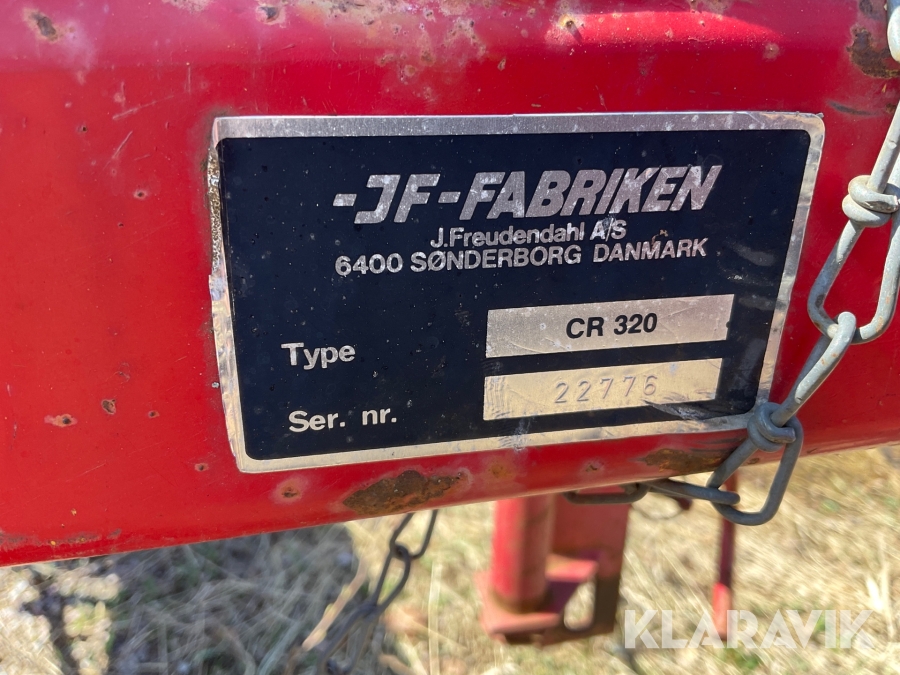 -JF-FABRIKEN
J.Freudendahl A/S
6400 SØNDERBORG DANMARK
Type CR 320
Ser. nr. 22776
KLARAVIK